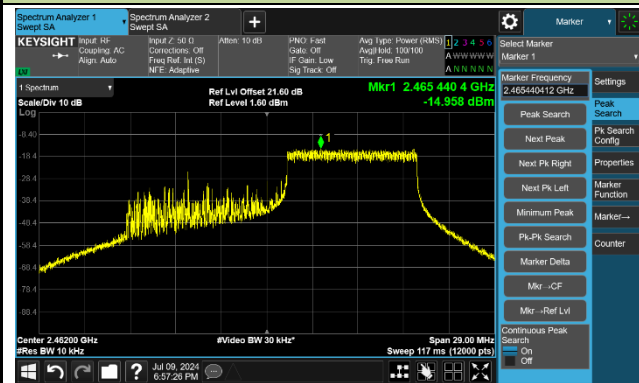 Spectrum Analyzer 1
Swept SA
Spectrum Analyzer 2
Swept SA
+
Marker
KEYSIGHT
Input: RF
Coupling: AC
Align: Auto
Input Z: 50 Ω
Corrections: Off
Freq Ref: Int (S)
NFE: Adaptive
Atten: 10 dB
PNO: Fast
Gate: Off
IF Gain: Low
Sig Track: Off
Avg Type: Power (RMS)
Avg|Hold: 100/100
Trig: Free Run
1 2 3 4 5 6
A W W W W W
A N N N N N
LXI
Select Marker
Marker 1
1 Spectrum
Scale/Div 10 dB
Log
Ref Lvl Offset 21.60 dB
Ref Level 1.60 dBm
Mkr1 2.465 440 4 GHz
-14.958 dBm
1
-8.40
-18.4
-28.4
-38.4
-48.4
-58.4
-68.4
-78.4
-88.4
Center 2.46200 GHz
#Res BW 10 kHz
#Video BW 30 kHz*
Span 29.00 MHz
Sweep 117 ms (12000 pts)
Marker Frequency
2.465440412 GHz
Peak Search
Next Peak
Next Pk Right
Next Pk Left
Minimum Peak
Pk-Pk Search
Marker Delta
Mkr→CF
Mkr→Ref Lvl
Continuous Peak
Search
On
Off
Settings
Peak
Search
Pk Search
Config
Properties
Marker
Function
Marker→
Counter
?
Jul 09, 2024
6:57:26 PM